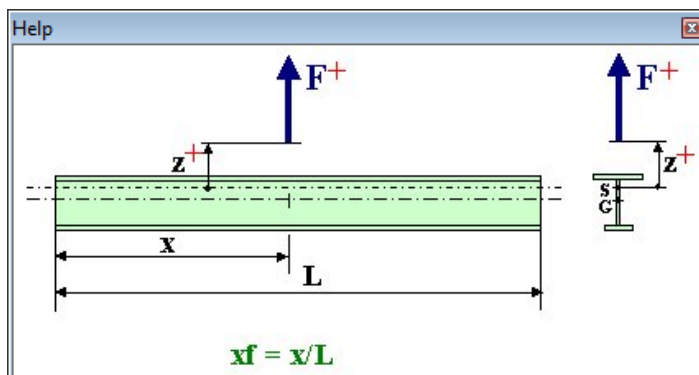 Help
x
F+
F+
z+
z+
S
G
x
L
xf = x/L